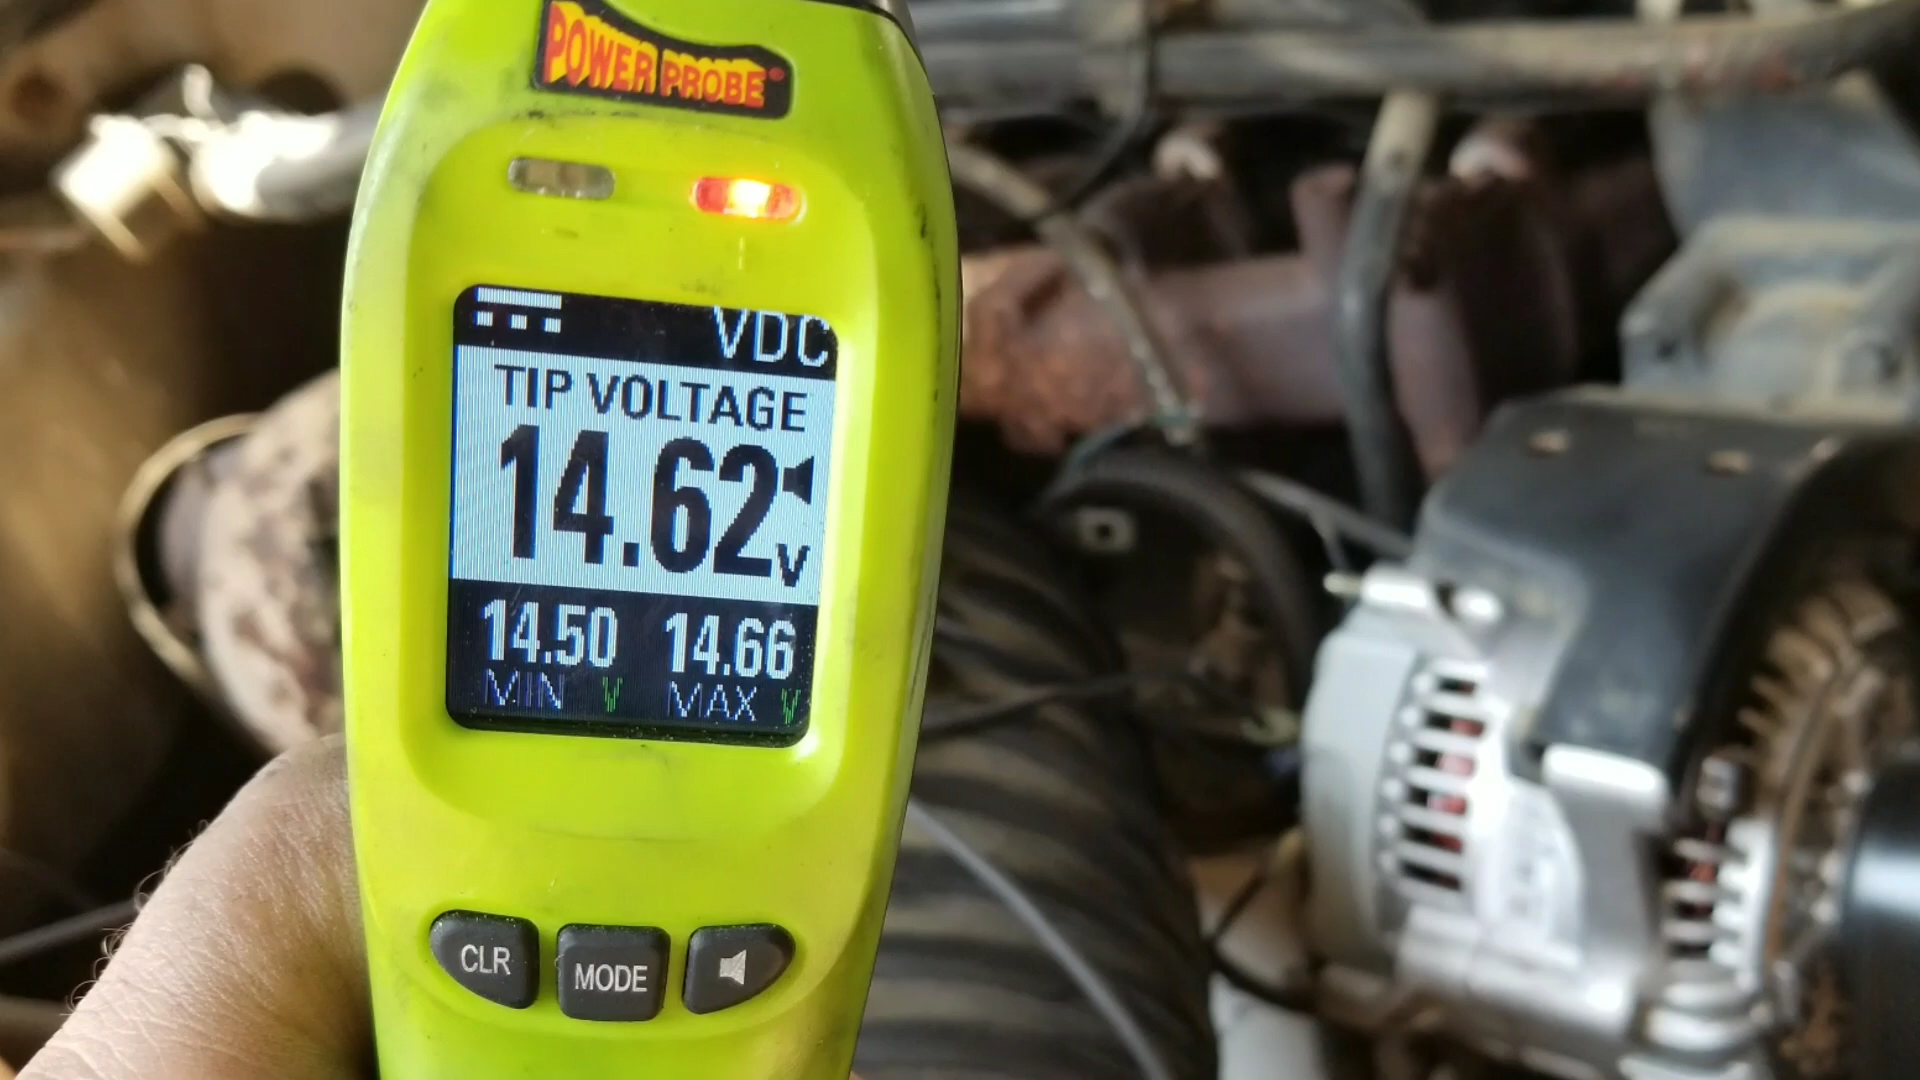 POWER PROBE®
VDC
TIP VOLTAGE
14.62 V
14.50 14.66
MIN V MAX V
CLR MODE